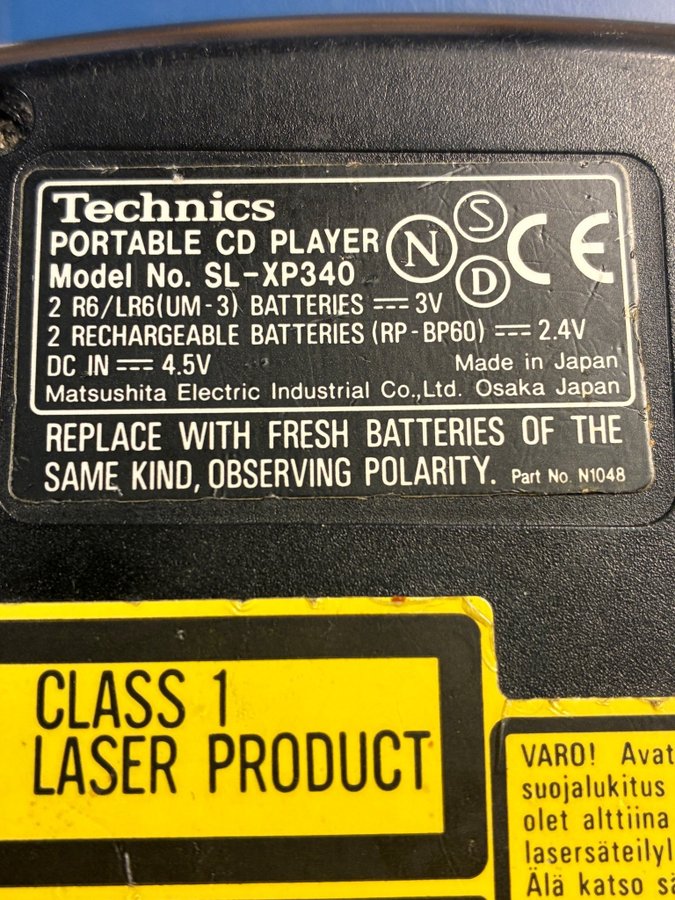 Technics
PORTABLE CD PLAYER
Model No. SL-XP340
N
S
D
CE
2 R6/LR6(UM-3) BATTERIES ⎓ 3V
2 RECHARGEABLE BATTERIES (RP-BP60) ⎓ 2.4V
DC IN ⎓ 4.5V
Made in Japan
Matsushita Electric Industrial Co.,Ltd. Osaka Japan
REPLACE WITH FRESH BATTERIES OF THE
SAME KIND, OBSERVING POLARITY. Part No. N1048
CLASS 1
LASER PRODUCT
VARO! Avat
suojalukitus
olet alttiina
lasersäteilyl
Älä katso sä